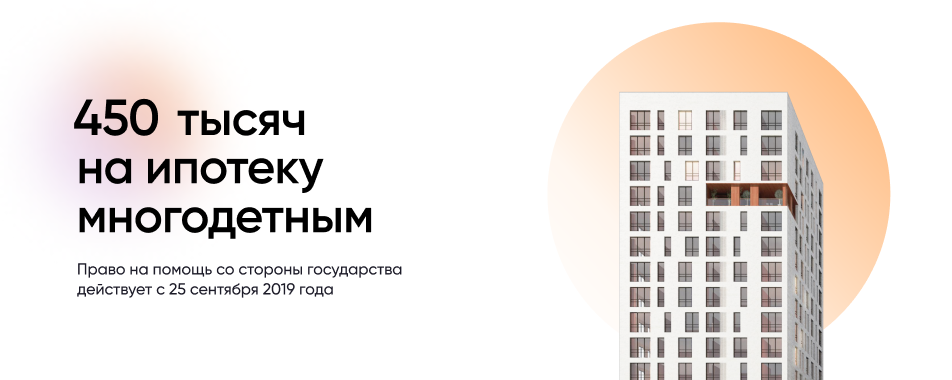 450 тысяч
на ипотеку
многодетным
Право на помощь со стороны государства
действует с 25 сентября 2019 года